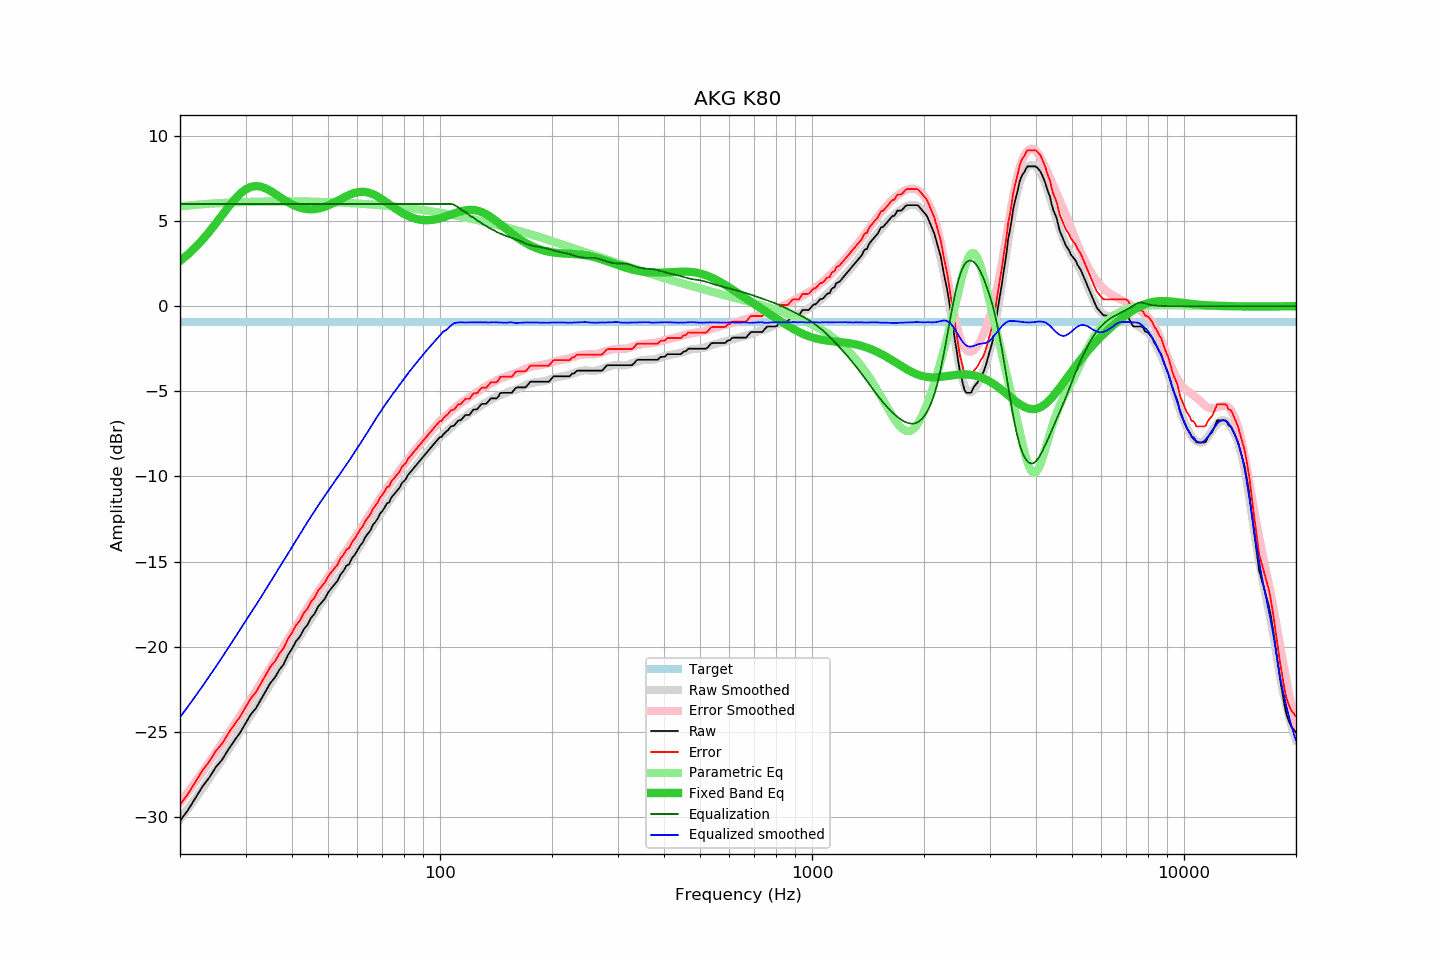 AKG K80
10
5
0
−5
−10
−15
−20
−25
−30
Amplitude (dBr)
Target
Raw Smoothed
Error Smoothed
Raw
Error
Parametric Eq
Fixed Band Eq
Equalization
Equalized smoothed
100 1000 10000
Frequency (Hz)